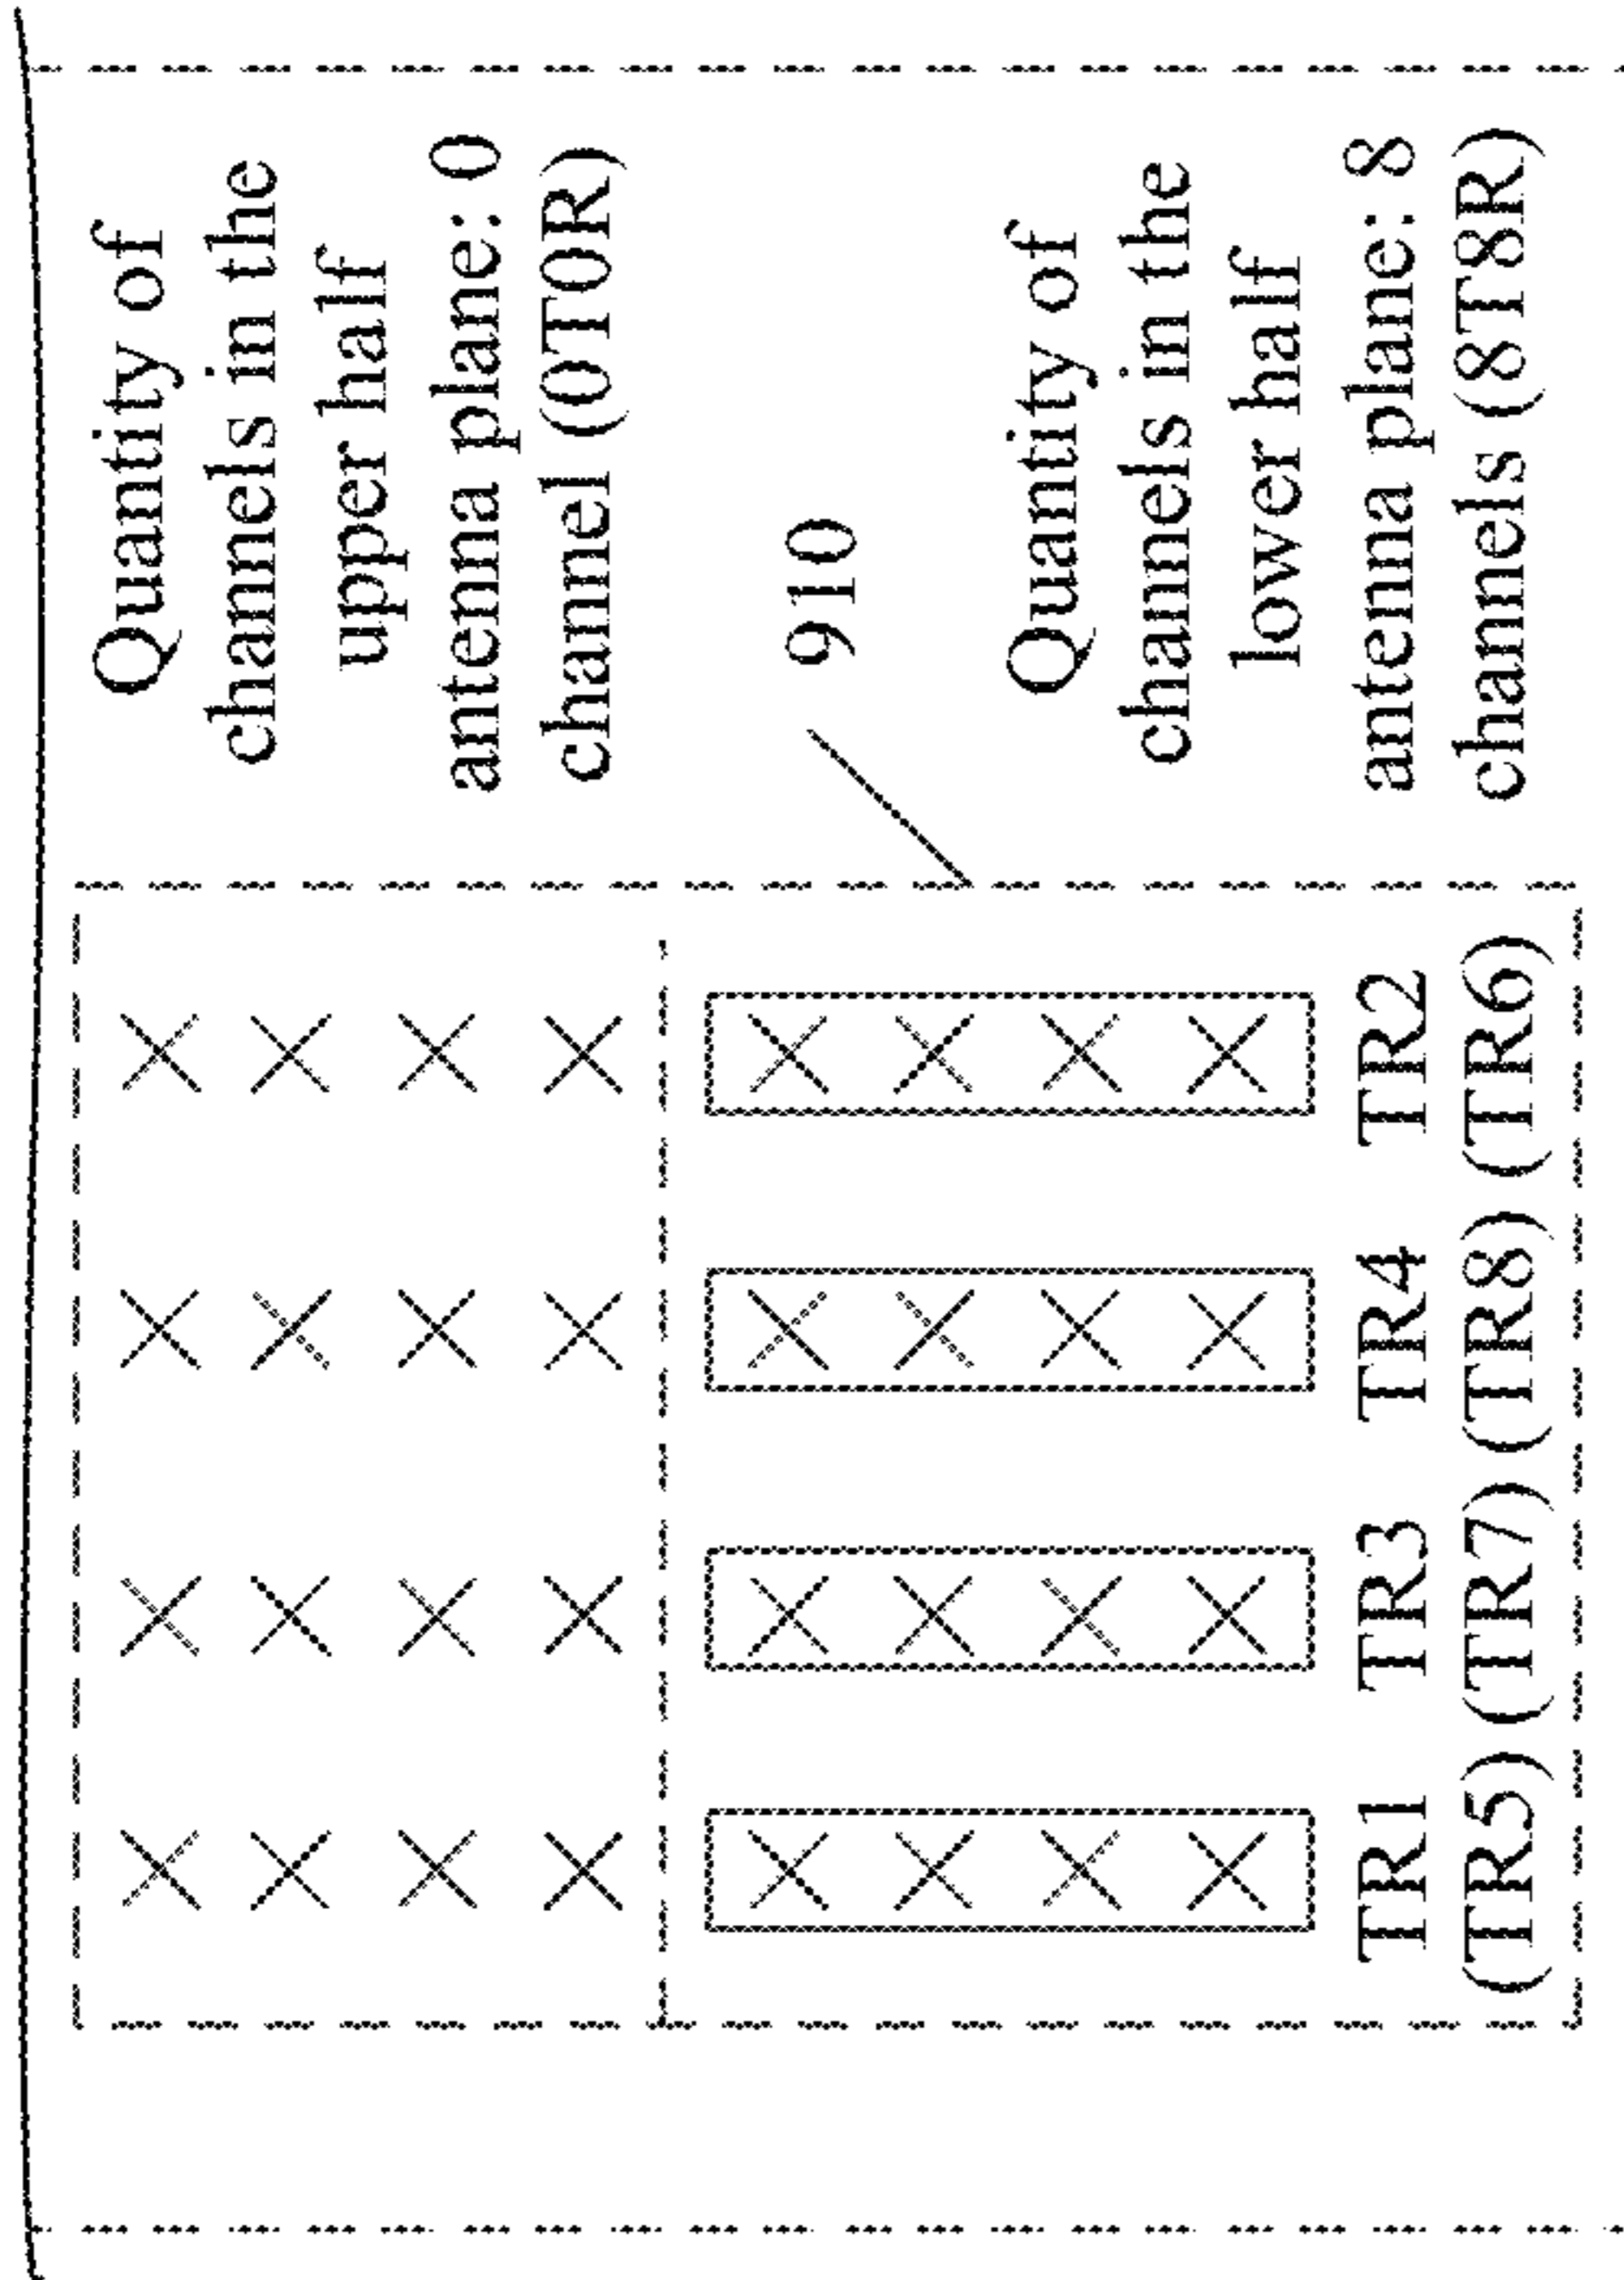 Quantity of
channels in the
upper half
antenna plane: 0
channel (0T0R)
910
Quantity of
channels in the
lower half
antenna plane: 8
channels (8T8R)
TR1 TR3 TR4 TR2
(TR5) (TR7) (TR8) (TR6)